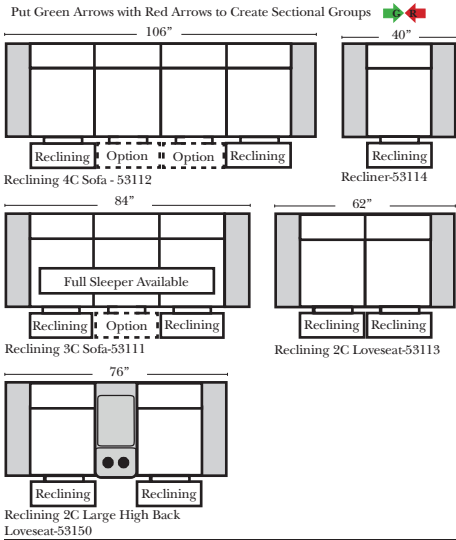 Put Green Arrows with Red Arrows to Create Sectional Groups G R
106” 40”
Reclining Option Option Reclining Reclining
Reclining 4C Sofa - 53112 Recliner-53114
84” 62”
Full Sleeper Available
Reclining Option Reclining Reclining Reclining
Reclining 3C Sofa-53111 Reclining 2C Loveseat-53113
76”
Reclining Reclining
Reclining 2C Large High Back
Loveseat-53150